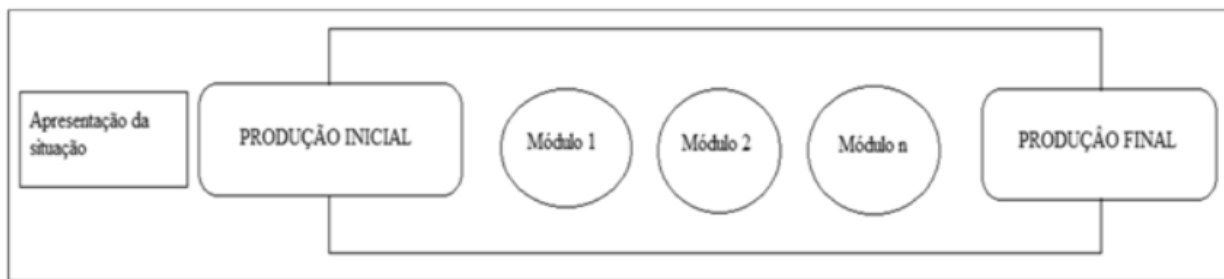 Apresentação da
situação
PRODUÇÃO INICIAL
Módulo 1
Módulo 2
Módulo n
PRODUÇÃO FINAL